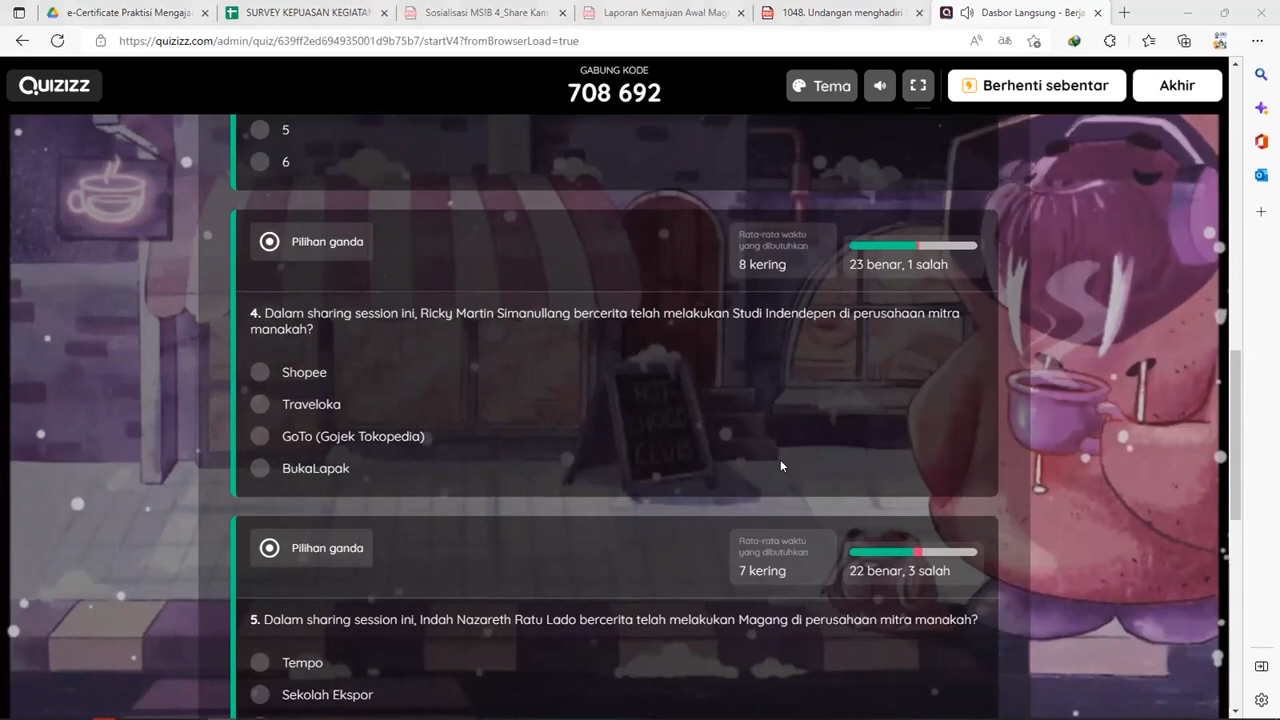 e-Certificate Praktisi Mengaja
SURVEY KEPUASAN KEGIATAN
Sosialisasi MSIB & Share Kam
Laporan Kemajuan Awal Mag
1048. Undangan menghadiri
Dasbor Langsung - Berja
https://quizizz.com/admin/quiz/639ff2ed694935001d9b75b7/startV4?fromBrowserLoad=true
QUIZIZZ
GABUNG KODE
708 692
Tema
Berhenti sebentar
Akhir
5
6
Pilihan ganda
Rata-rata waktu
yang dibutuhkan
8 kering
23 benar, 1 salah
4. Dalam sharing session ini, Ricky Martin Simanullang bercerita telah melakukan Studi Indendepen di perusahaan mitra
manakah?
Shopee
Traveloka
GoTo (Gojek Tokopedia)
BukaLapak
HOT
CHOCO
CLUB
Pilihan ganda
Rata-rata waktu
yang dibutuhkan
7 kering
22 benar, 3 salah
5. Dalam sharing session ini, Indah Nazareth Ratu Lado bercerita telah melakukan Magang di perusahaan mitra manakah?
Tempo
Sekolah Ekspor